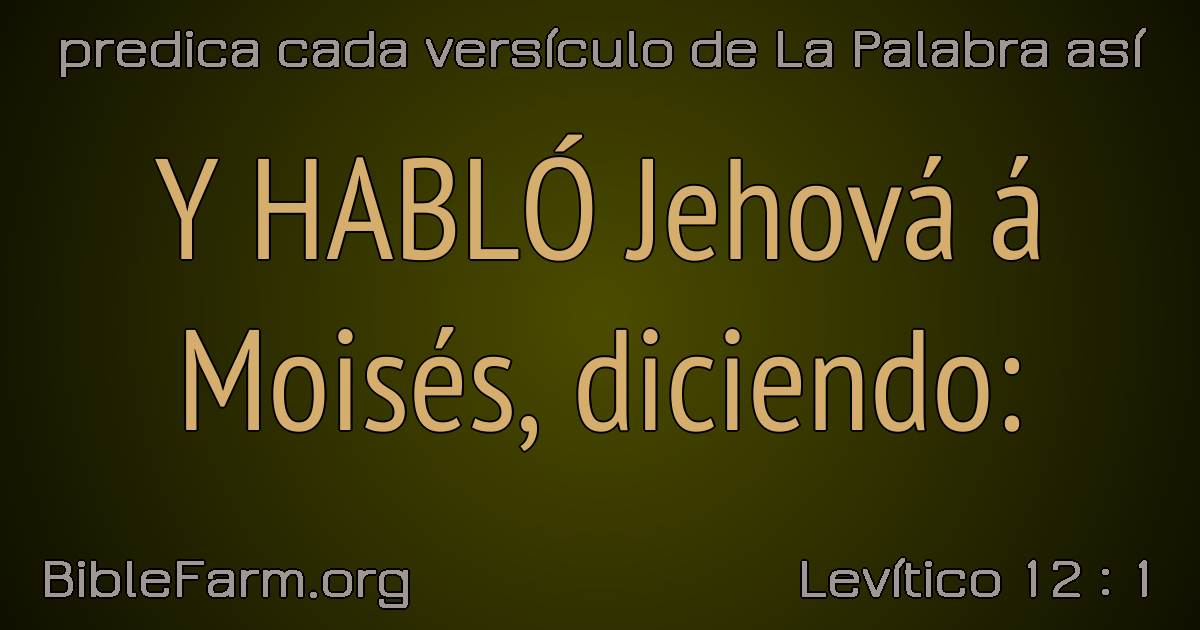 predica cada versículo de La Palabra así
Y HABLÓ Jehová á
Moisés, diciendo:
BibleFarm.org
Levítico 12 : 1